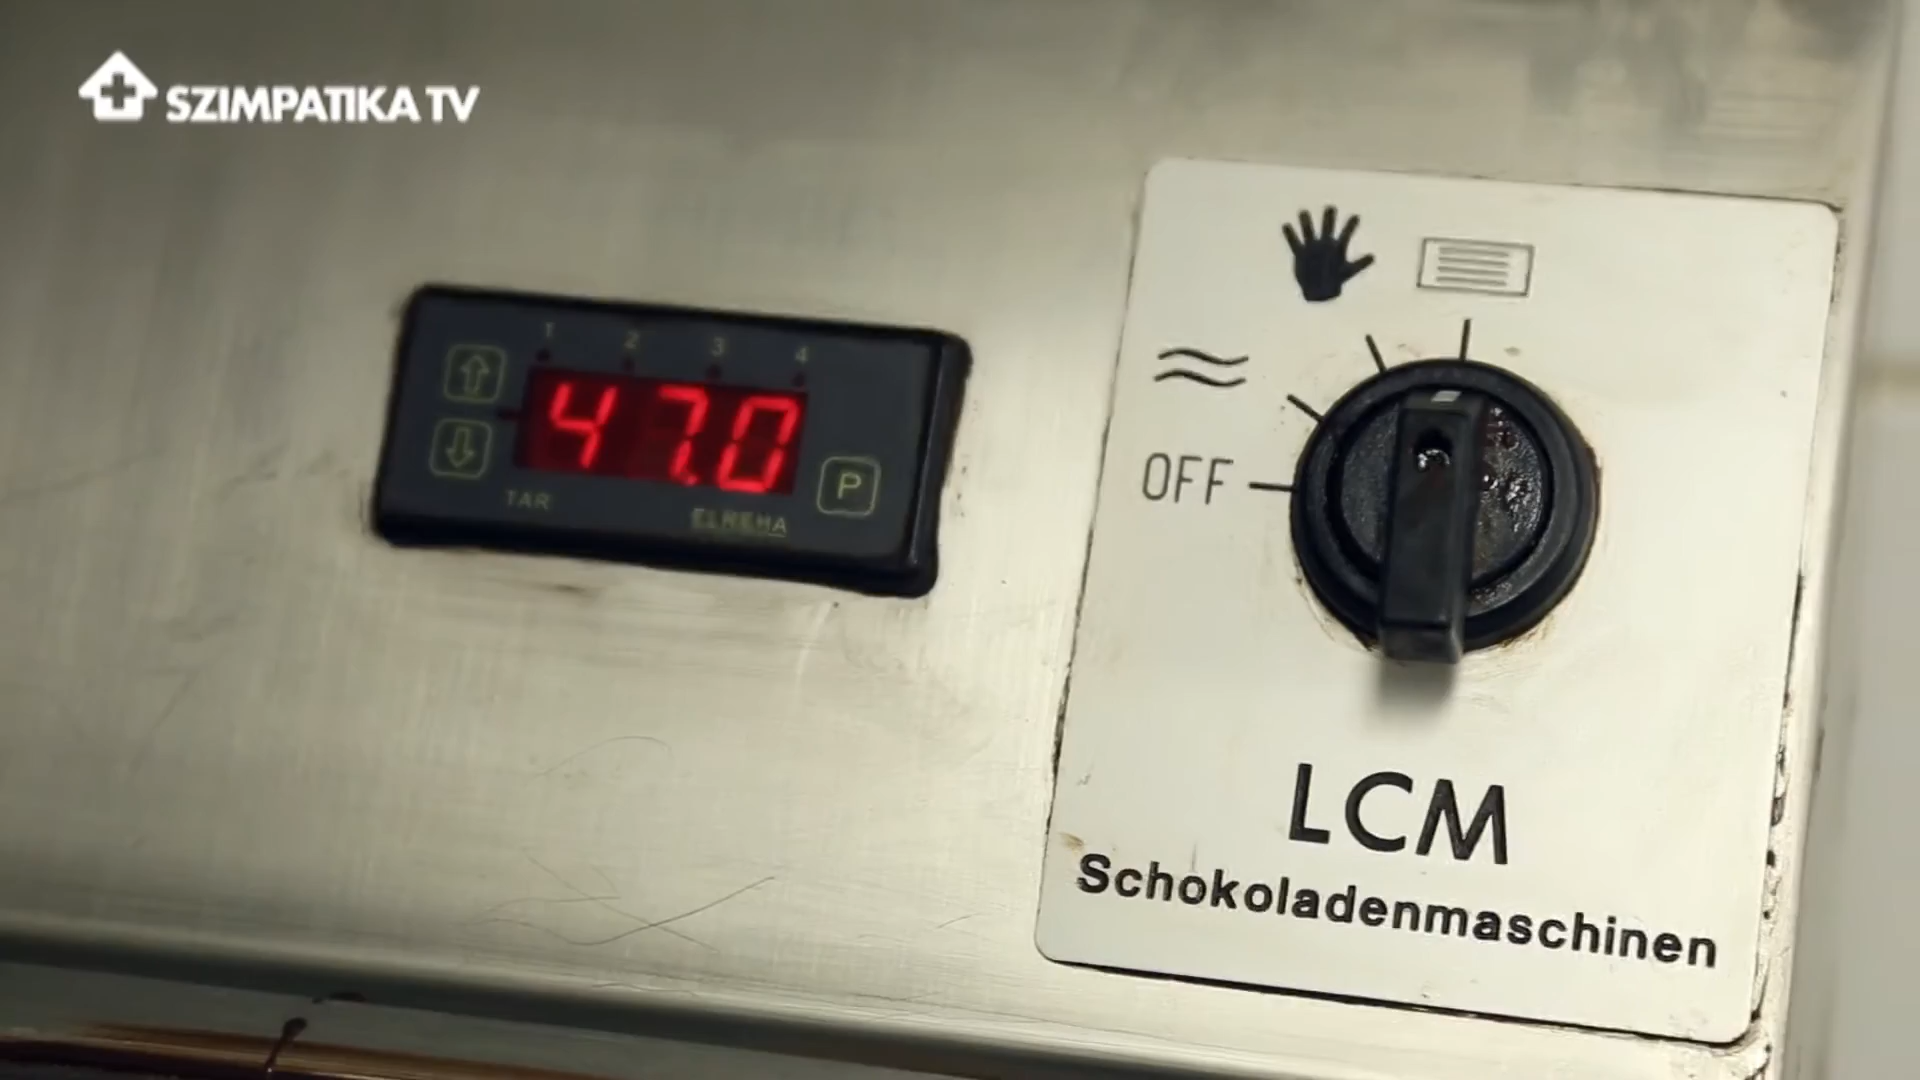 SZIMPATIKA TV
1 2 3 4
47.0
P
TAR
ELREHA
OFF
LCM
Schokoladenmaschinen